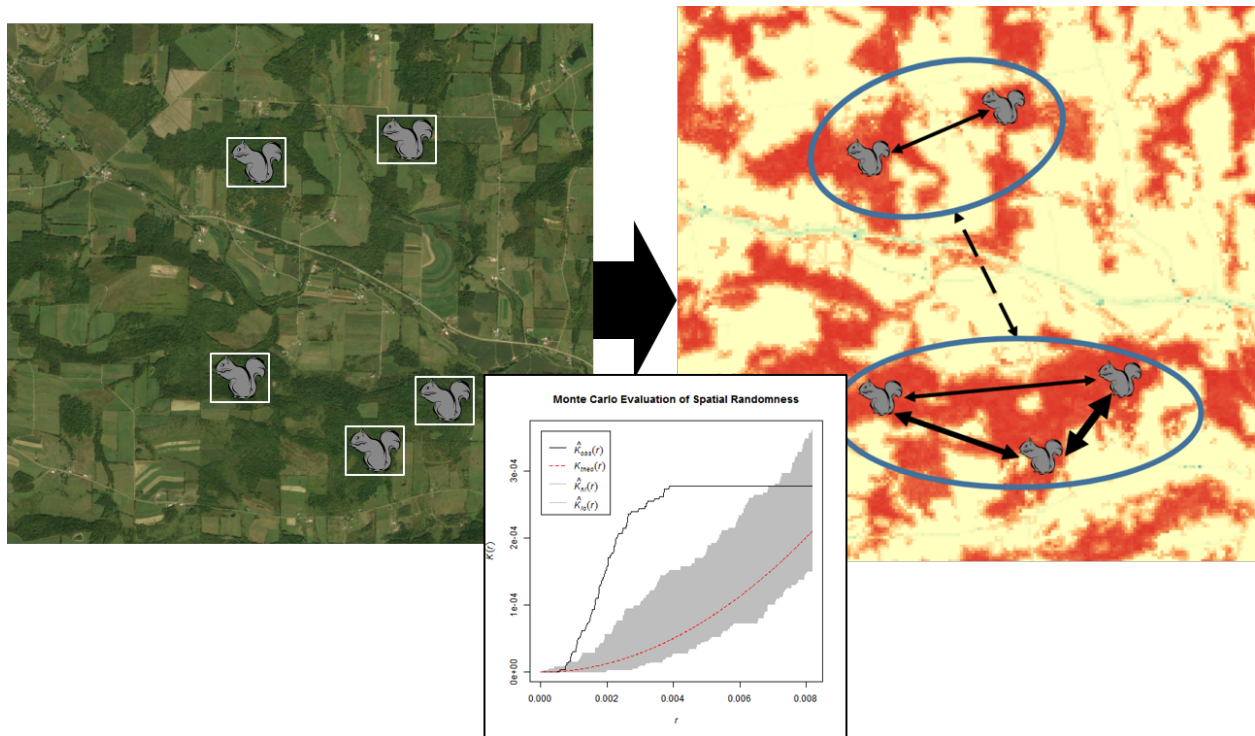 Monte Carlo Evaluation of Spatial Randomness
K̂obs(r)
Ktheo(r)
K̂hi(r)
K̂lo(r)
K(r)
3e-04
2e-04
1e-04
0e+00
0.000 0.002 0.004 0.006 0.008
r